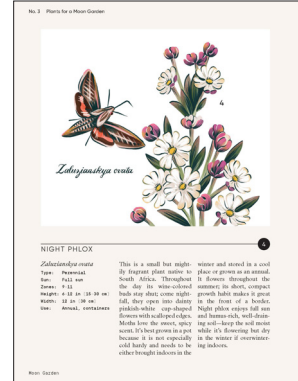 No. 3 Plants for a Moon Garden
4
Zaluzianskya ovata
NIGHT PHLOX
4
Zaluzianskya ovata
Type: Perennial
Sun: Full sun
Zones: 9-11
Height: 6-12 in (15-30 cm)
Width: 12 in (30 cm)
Use: Annual, containers
This is a small but might-
ily fragrant plant native to
South Africa. Throughout
the day its wine-colored
buds stay shut; come night-
fall, they open into dainty
pinkish-white cup-shaped
flowers with scalloped edges.
Moths love the sweet, spicy
scent. It's best grown in a pot
because it is not especially
cold hardy and needs to be
either brought indoors in the
winter and stored in a cool
place or grown as an annual.
It flowers throughout the
summer; its short, compact
growth habit makes it great
in the front of a border.
Night phlox enjoys full sun
and humus-rich, well-drain-
ing soil—keep the soil moist
while it's flowering but dry
in the winter if overwinter-
ing indoors.
Moon Garden